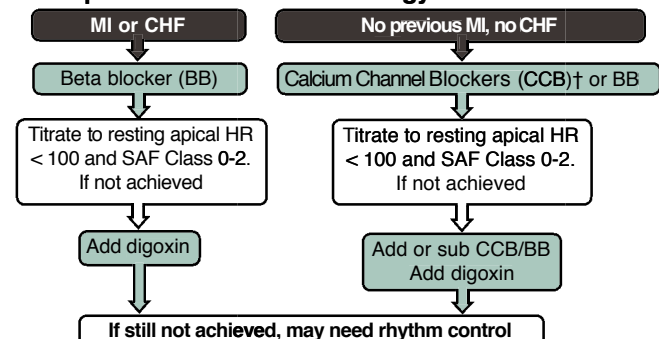 MI or CHF
Beta blocker (BB)
Titrate to resting apical HR
< 100 and SAF Class 0-2.
If not achieved
Add digoxin
No previous MI, no CHF
Calcium Channel Blockers (CCB)† or BB
Titrate to resting apical HR
< 100 and SAF Class 0-2.
If not achieved
Add or sub CCB/BB
Add digoxin
If still not achieved, may need rhythm control